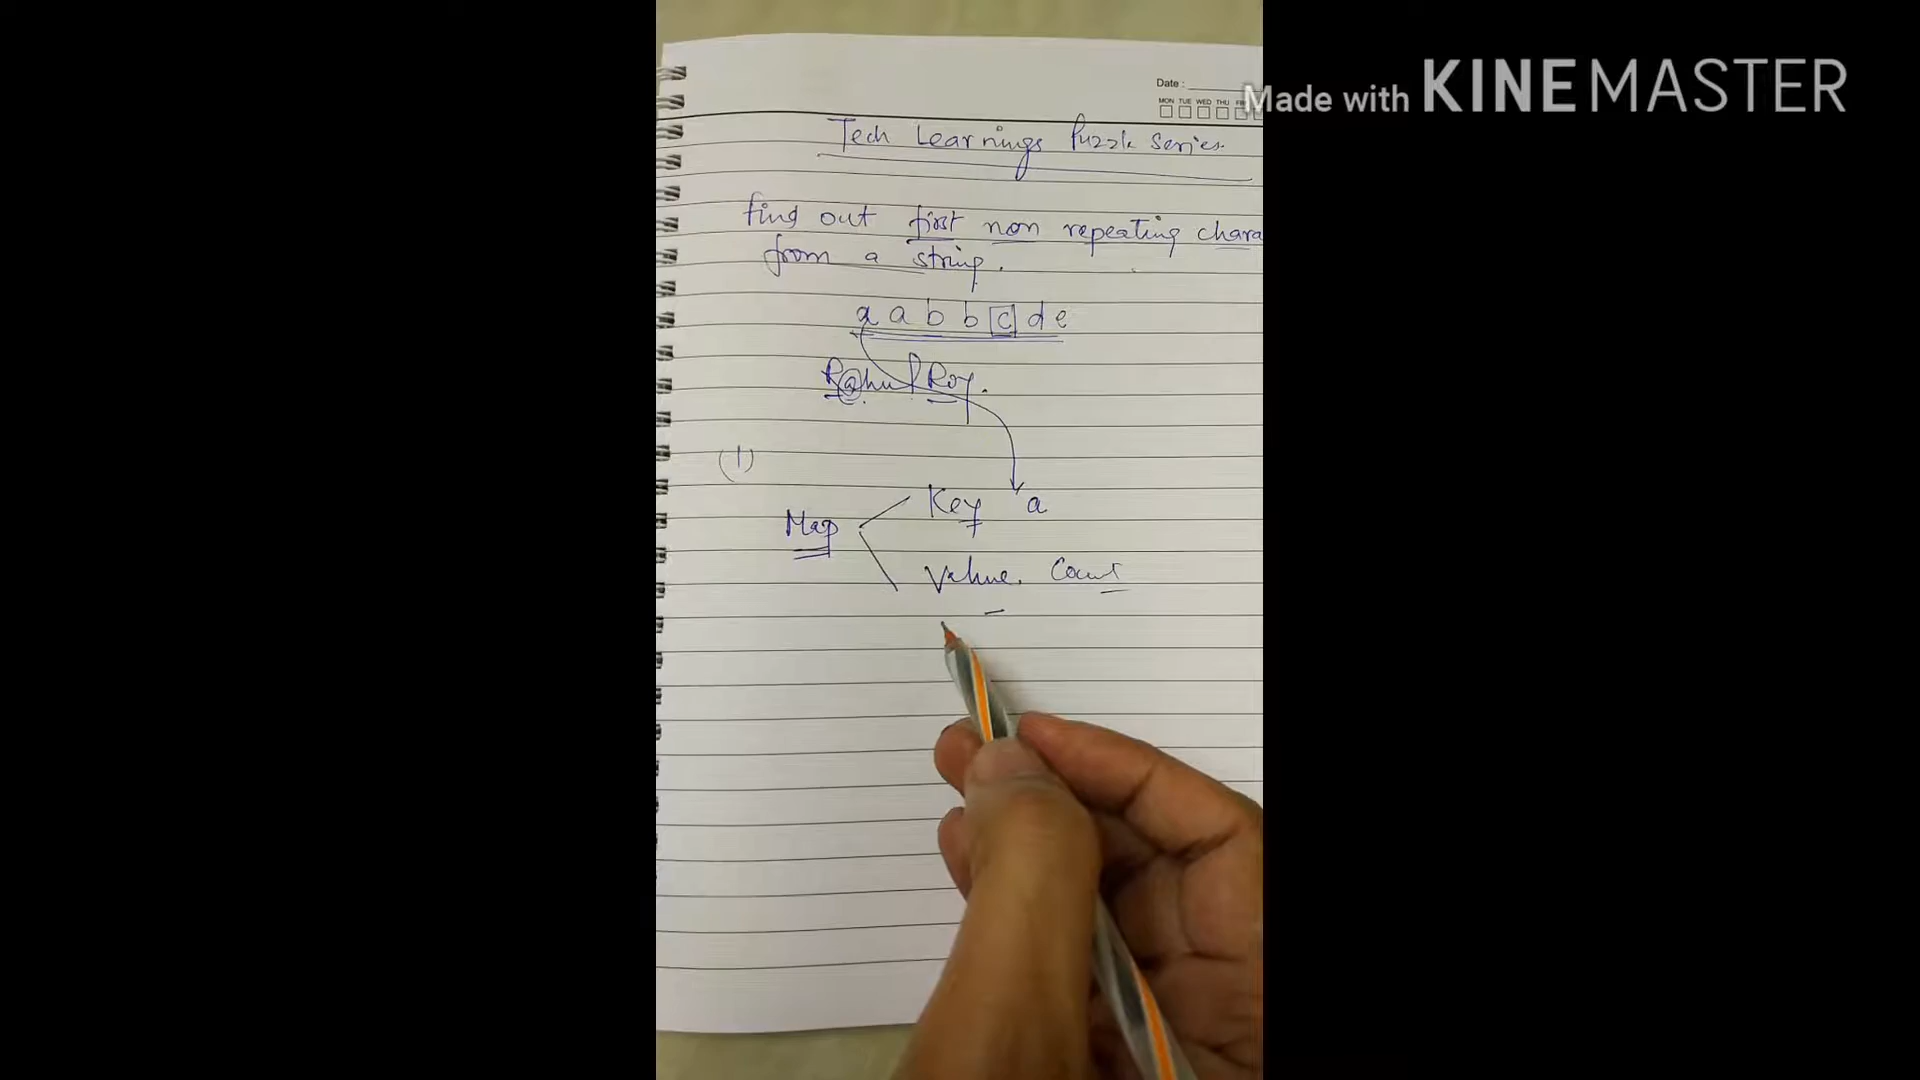 Made with KINEMASTER
Date :
MON TUE WED THU FRI
Tech Learnings Puzzle Series.
find out first non repeating chara
from a string.
a a b b c d e
Rahul Roy.
(1)
Key a
Map
Value. Count